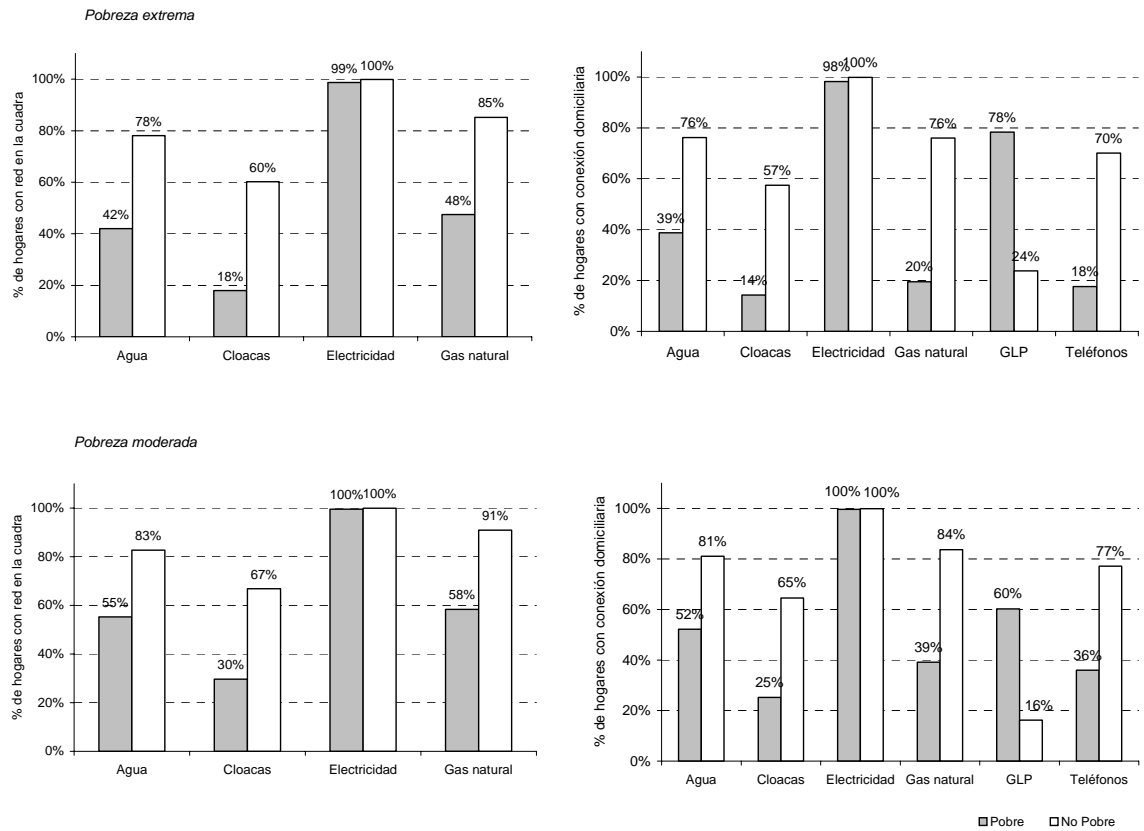 Pobreza extrema
% de hogares con red en la cuadra
100%
80%
60%
40%
20%
0%
42%
78%
18%
60%
99%
100%
48%
85%
Agua
Cloacas
Electricidad
Gas natural
% de hogares con conexión domiciliaria
100%
80%
60%
40%
20%
0%
39%
76%
14%
57%
98%
100%
20%
76%
78%
24%
18%
70%
Agua
Cloacas
Electricidad
Gas natural
GLP
Teléfonos
Pobreza moderada
% de hogares con red en la cuadra
100%
80%
60%
40%
20%
0%
55%
83%
30%
67%
100%
100%
58%
91%
Agua
Cloacas
Electricidad
Gas natural
% de hogares con conexión domiciliaria
100%
80%
60%
40%
20%
0%
52%
81%
25%
65%
100%
100%
39%
84%
60%
16%
36%
77%
Agua
Cloacas
Electricidad
Gas natural
GLP
Teléfonos
Pobre
No Pobre